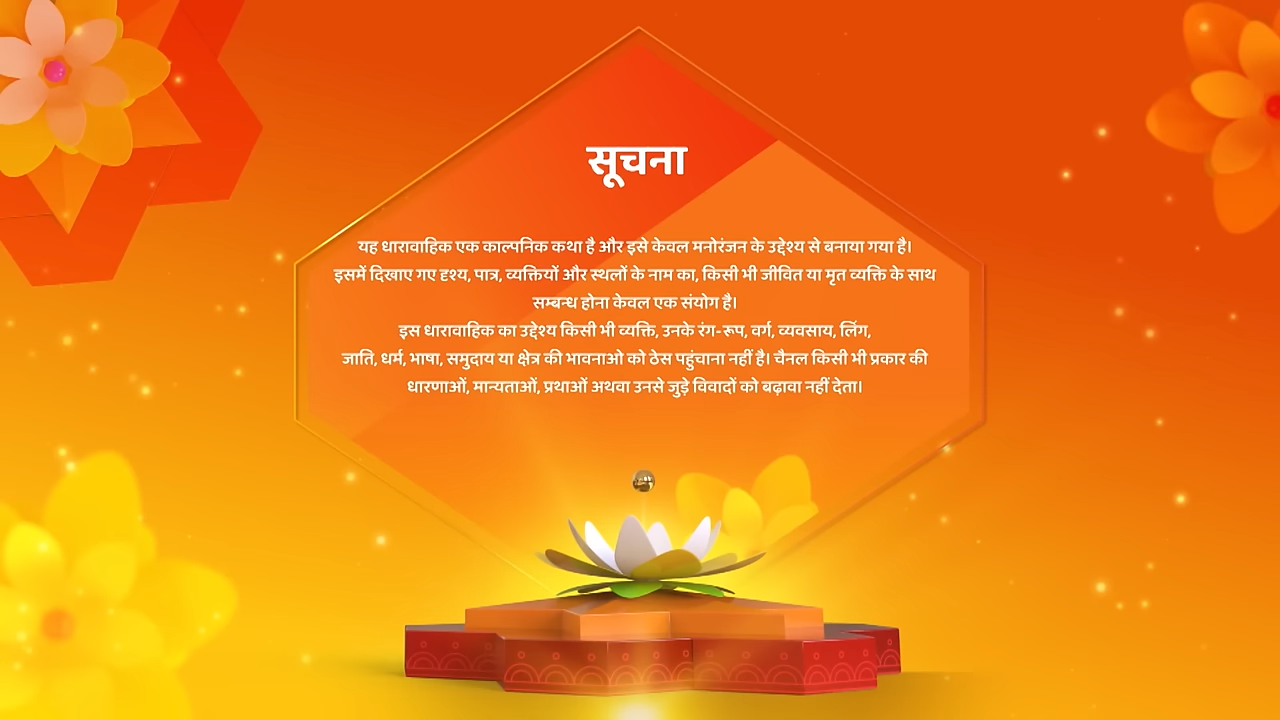 सूचना
यह धारावाहिक एक काल्पनिक कथा है और इसे केवल मनोरंजन के उद्देश्य से बनाया गया है।
इसमें दिखाए गए दृश्य, पात्र, व्यक्तियों और स्थलों के नाम का, किसी भी जीवित या मृत व्यक्ति के साथ
सम्बन्ध होना केवल एक संयोग है।
इस धारावाहिक का उद्देश्य किसी भी व्यक्ति, उनके रंग-रूप, वर्ग, व्यवसाय, लिंग,
जाति, धर्म, भाषा, समुदाय या क्षेत्र की भावनाओ को ठेस पहुंचाना नहीं है। चैनल किसी भी प्रकार की
धारणाओं, मान्यताओं, प्रथाओं अथवा उनसे जुड़े विवादों को बढ़ावा नहीं देता।